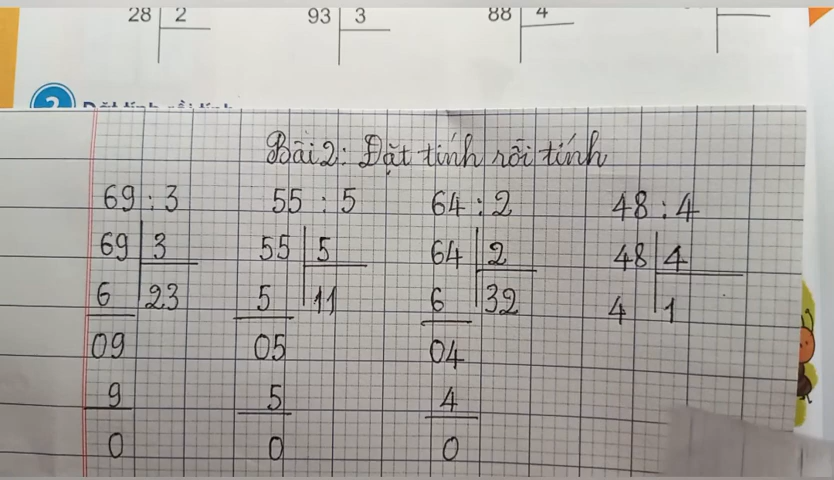 28 2 93 3 88 4
2
Bài 2: Đặt tính rồi tính
69 : 3 55 : 5 64 : 2 48 : 4
69 3 55 5 64 2 48 4
6 23 5 11 6 32 4 1
09 05 04
9 5 4
0 0 0